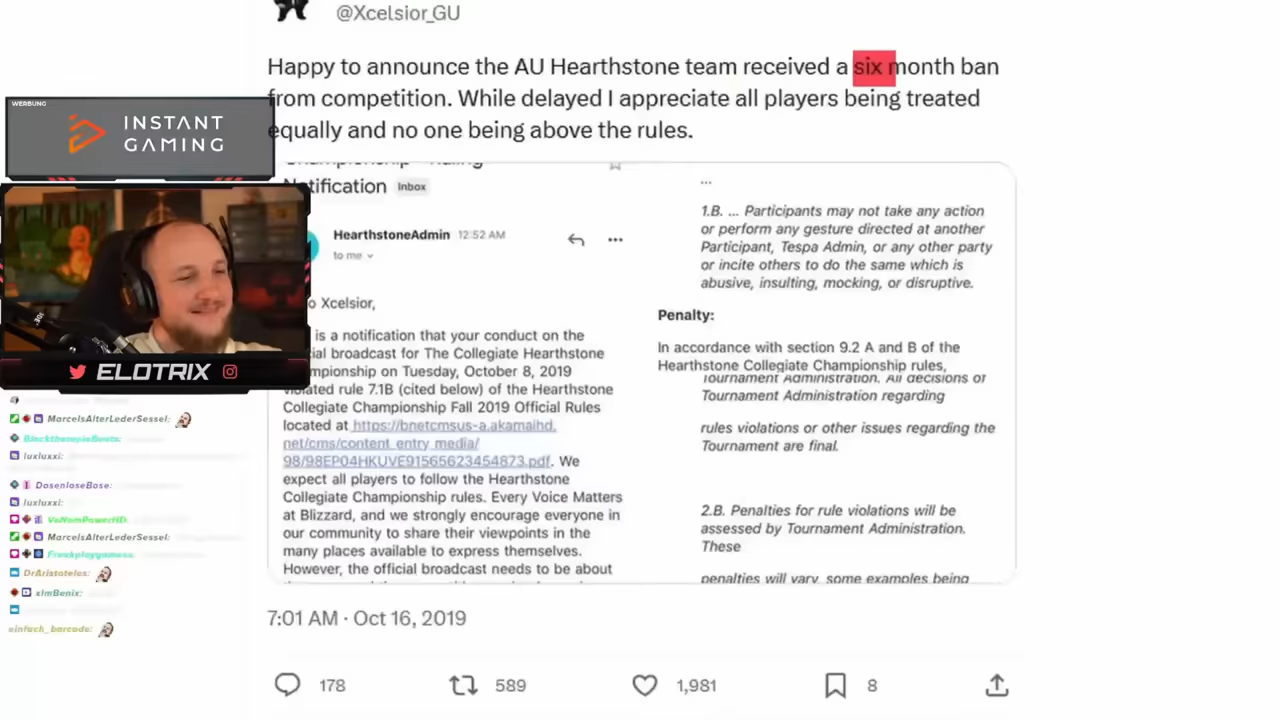 @Xcelsior_GU
Happy to announce the AU Hearthstone team received a six month ban
from competition. While delayed I appreciate all players being treated
equally and no one being above the rules.
WERBUNG
INSTANT
GAMING
Notification Inbox
HearthstoneAdmin 12:52 AM
to me
Xcelsior,
is a notification that your conduct on the
broadcast for The Collegiate Hearthstone
on Tuesday, October 8, 2019
violated rule 7.1B (cited below) of the Hearthstone
Collegiate Championship Fall 2019 Official Rules
located at https://bnetcmsus-a.akamaihd.
net/cms/content_entry_media/
98/98EP04HKUVE91565623454873.pdf. We
expect all players to follow the Hearthstone
Collegiate Championship rules. Every Voice Matters
at Blizzard, and we strongly encourage everyone in
our community to share their viewpoints in the
many places available to express themselves.
However, the official broadcast needs to be about
...
1.B. ... Participants may not take any action
or perform any gesture directed at another
Participant, Tespa Admin, or any other party
or incite others to do the same which is
abusive, insulting, mocking, or disruptive.
Penalty:
In accordance with section 9.2 A and B of the
Hearthstone Collegiate Championship rules,
Tournament Administration. All decisions of
Tournament Administration regarding
rules violations or other issues regarding the
Tournament are final.
2.B. Penalties for rule violations will be
assessed by Tournament Administration.
These
penalties will vary, some examples being
ELOTRIX
MarcelsAlterLederSessel:
luxluxxi:
DosenloseBase:
luxluxxi:
VoNomPowerHD:
MarcelsAlterLederSessel:
DrAristoteles:
xImBenix:
einfach_barcode:
7:01 AM · Oct 16, 2019
178
589
1,981
8